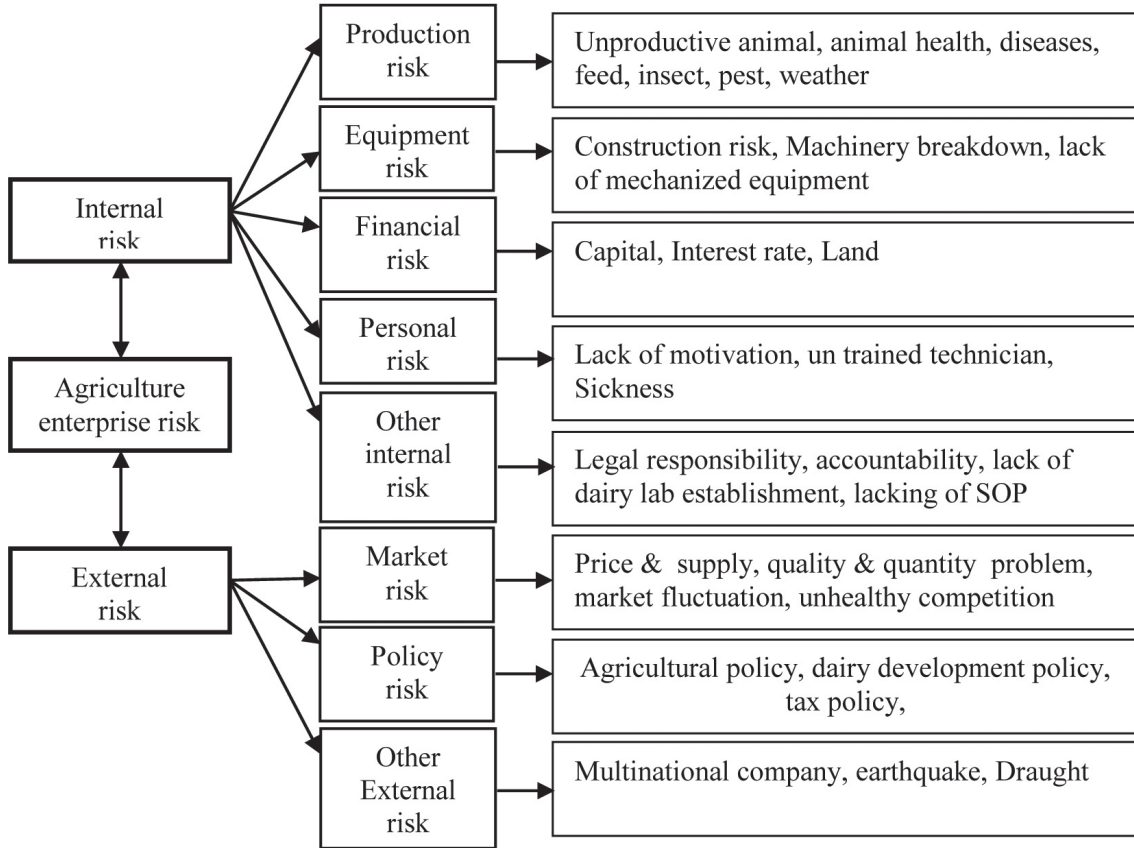 Production
risk
Unproductive animal, animal health, diseases,
feed, insect, pest, weather
Equipment
risk
Construction risk, Machinery breakdown, lack
of mechanized equipment
Internal
risk
Financial
risk
Capital, Interest rate, Land
Personal
risk
Lack of motivation, un trained technician,
Sickness
Agriculture
enterprise risk
Other
internal
risk
Legal responsibility, accountability, lack of
dairy lab establishment, lacking of SOP
External
risk
Market
risk
Price & supply, quality & quantity problem,
market fluctuation, unhealthy competition
Policy
risk
Agricultural policy, dairy development policy,
tax policy,
Other
External
risk
Multinational company, earthquake, Draught